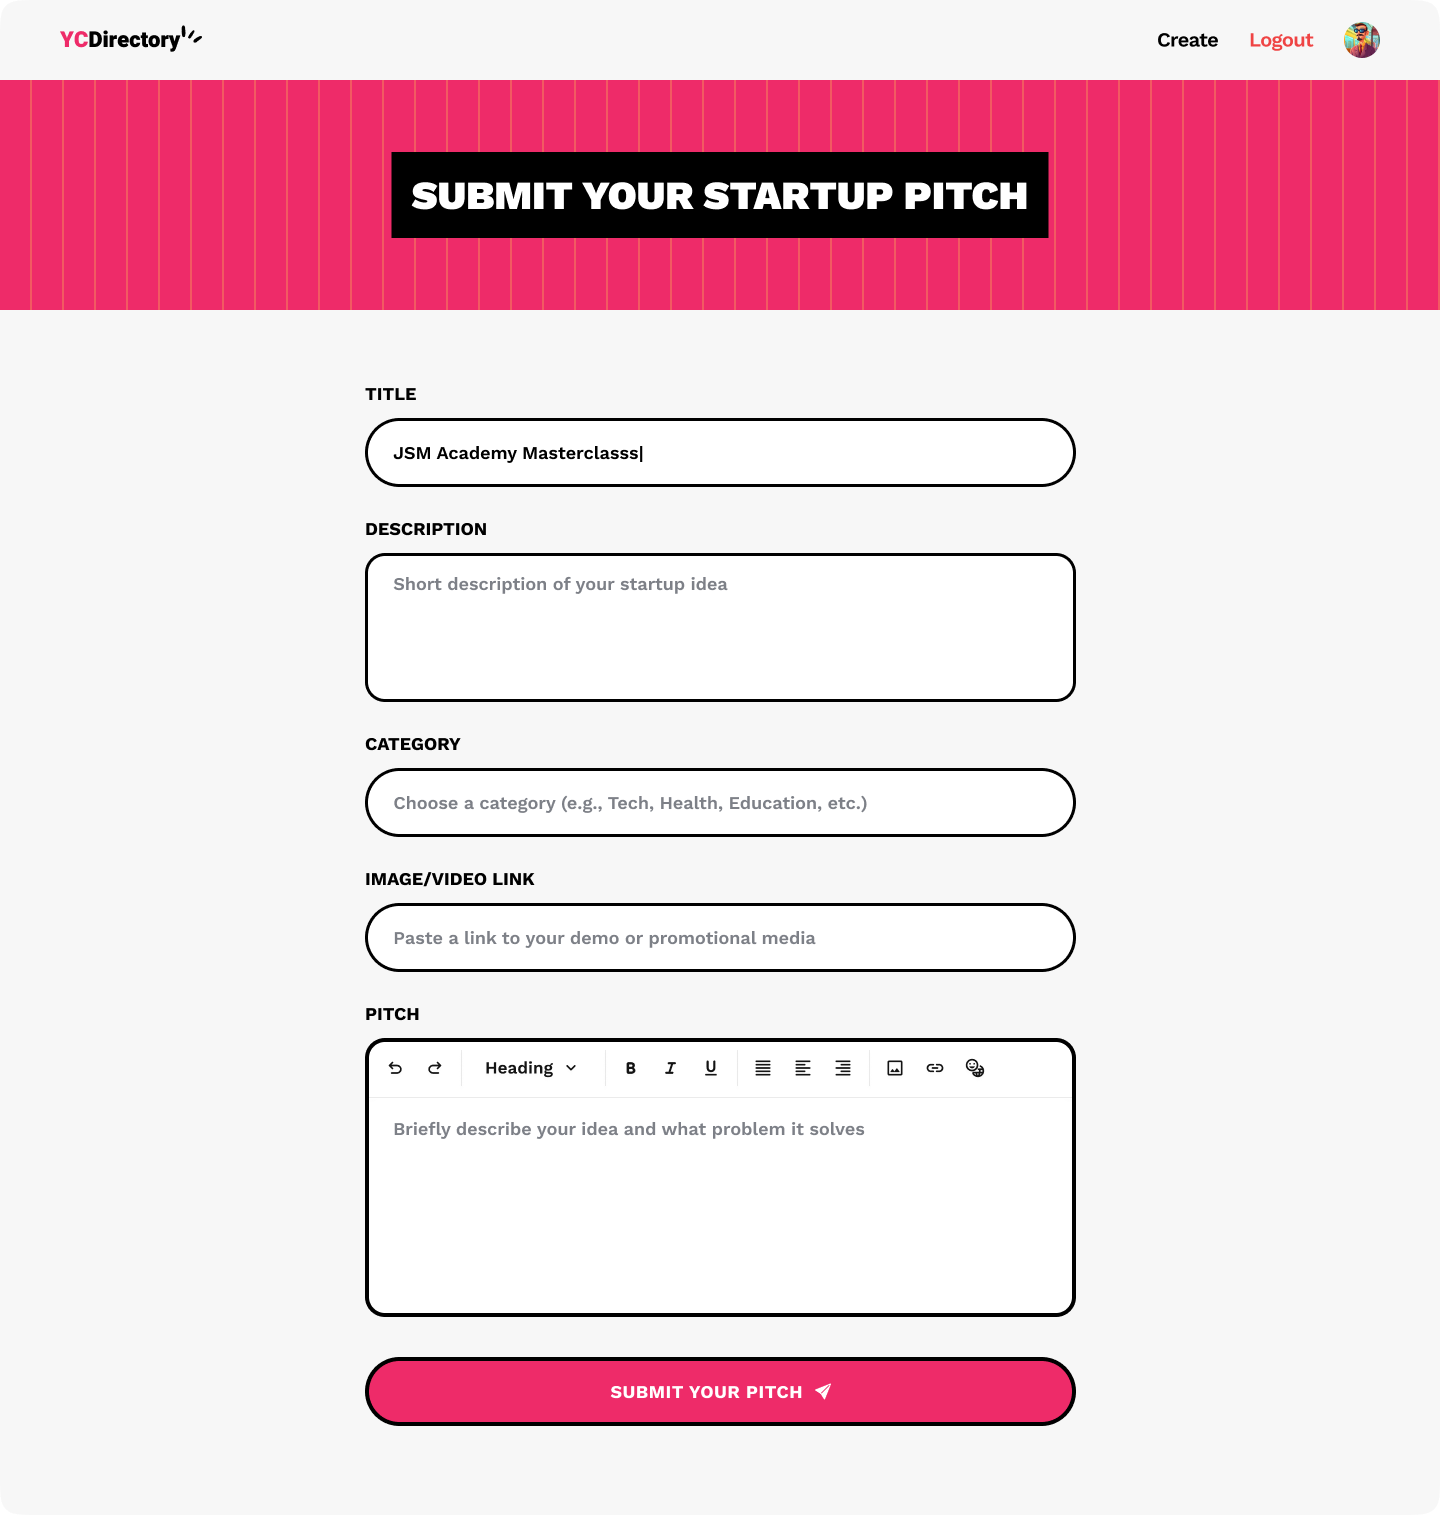 YCDirectory
Create
Logout
SUBMIT YOUR STARTUP PITCH
TITLE
JSM Academy Masterclasss|
DESCRIPTION
Short description of your startup idea
CATEGORY
Choose a category (e.g., Tech, Health, Education, etc.)
IMAGE/VIDEO LINK
Paste a link to your demo or promotional media
PITCH
Heading B I U
Briefly describe your idea and what problem it solves
SUBMIT YOUR PITCH